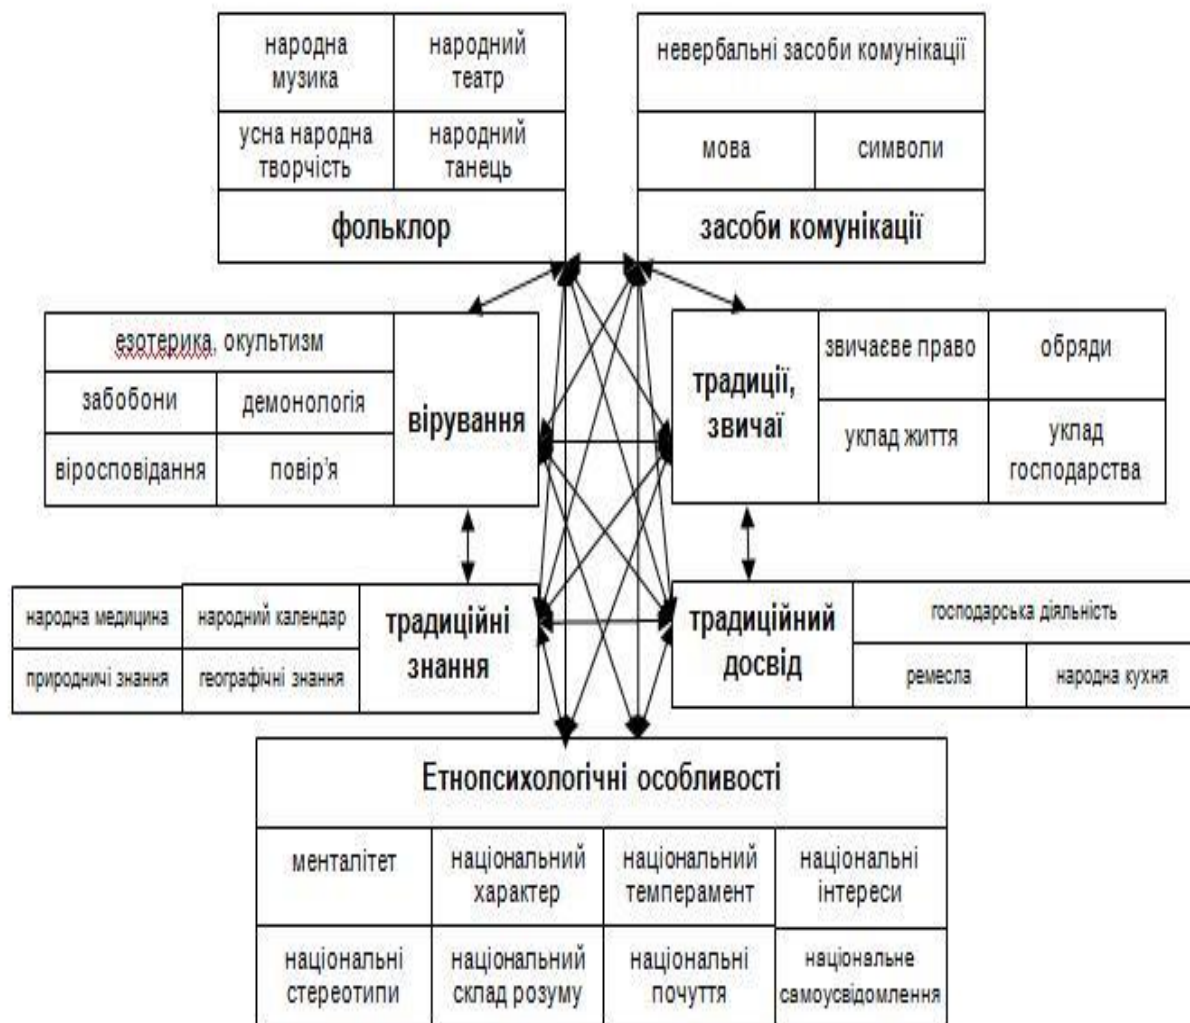 народна
музика
народний
театр
усна народна
творчість
народний
танець
фольклор
невербальні засоби комунікації
мова
символи
засоби комунікації
езотерика, окультизм
забобони
демонологія
віросповідання
повір'я
вірування
традиції,
звичаї
звичаєве право
обряди
уклад життя
уклад
господарства
народна медицина
народний календар
природничі знання
географічні знання
традиційні
знання
традиційний
досвід
господарська діяльність
ремесла
народна кухня
Етнопсихологічні особливості
менталітет
національний
характер
національний
темперамент
національні
інтереси
національні
стереотипи
національний
склад розуму
національні
почуття
національне
самоусвідомлення